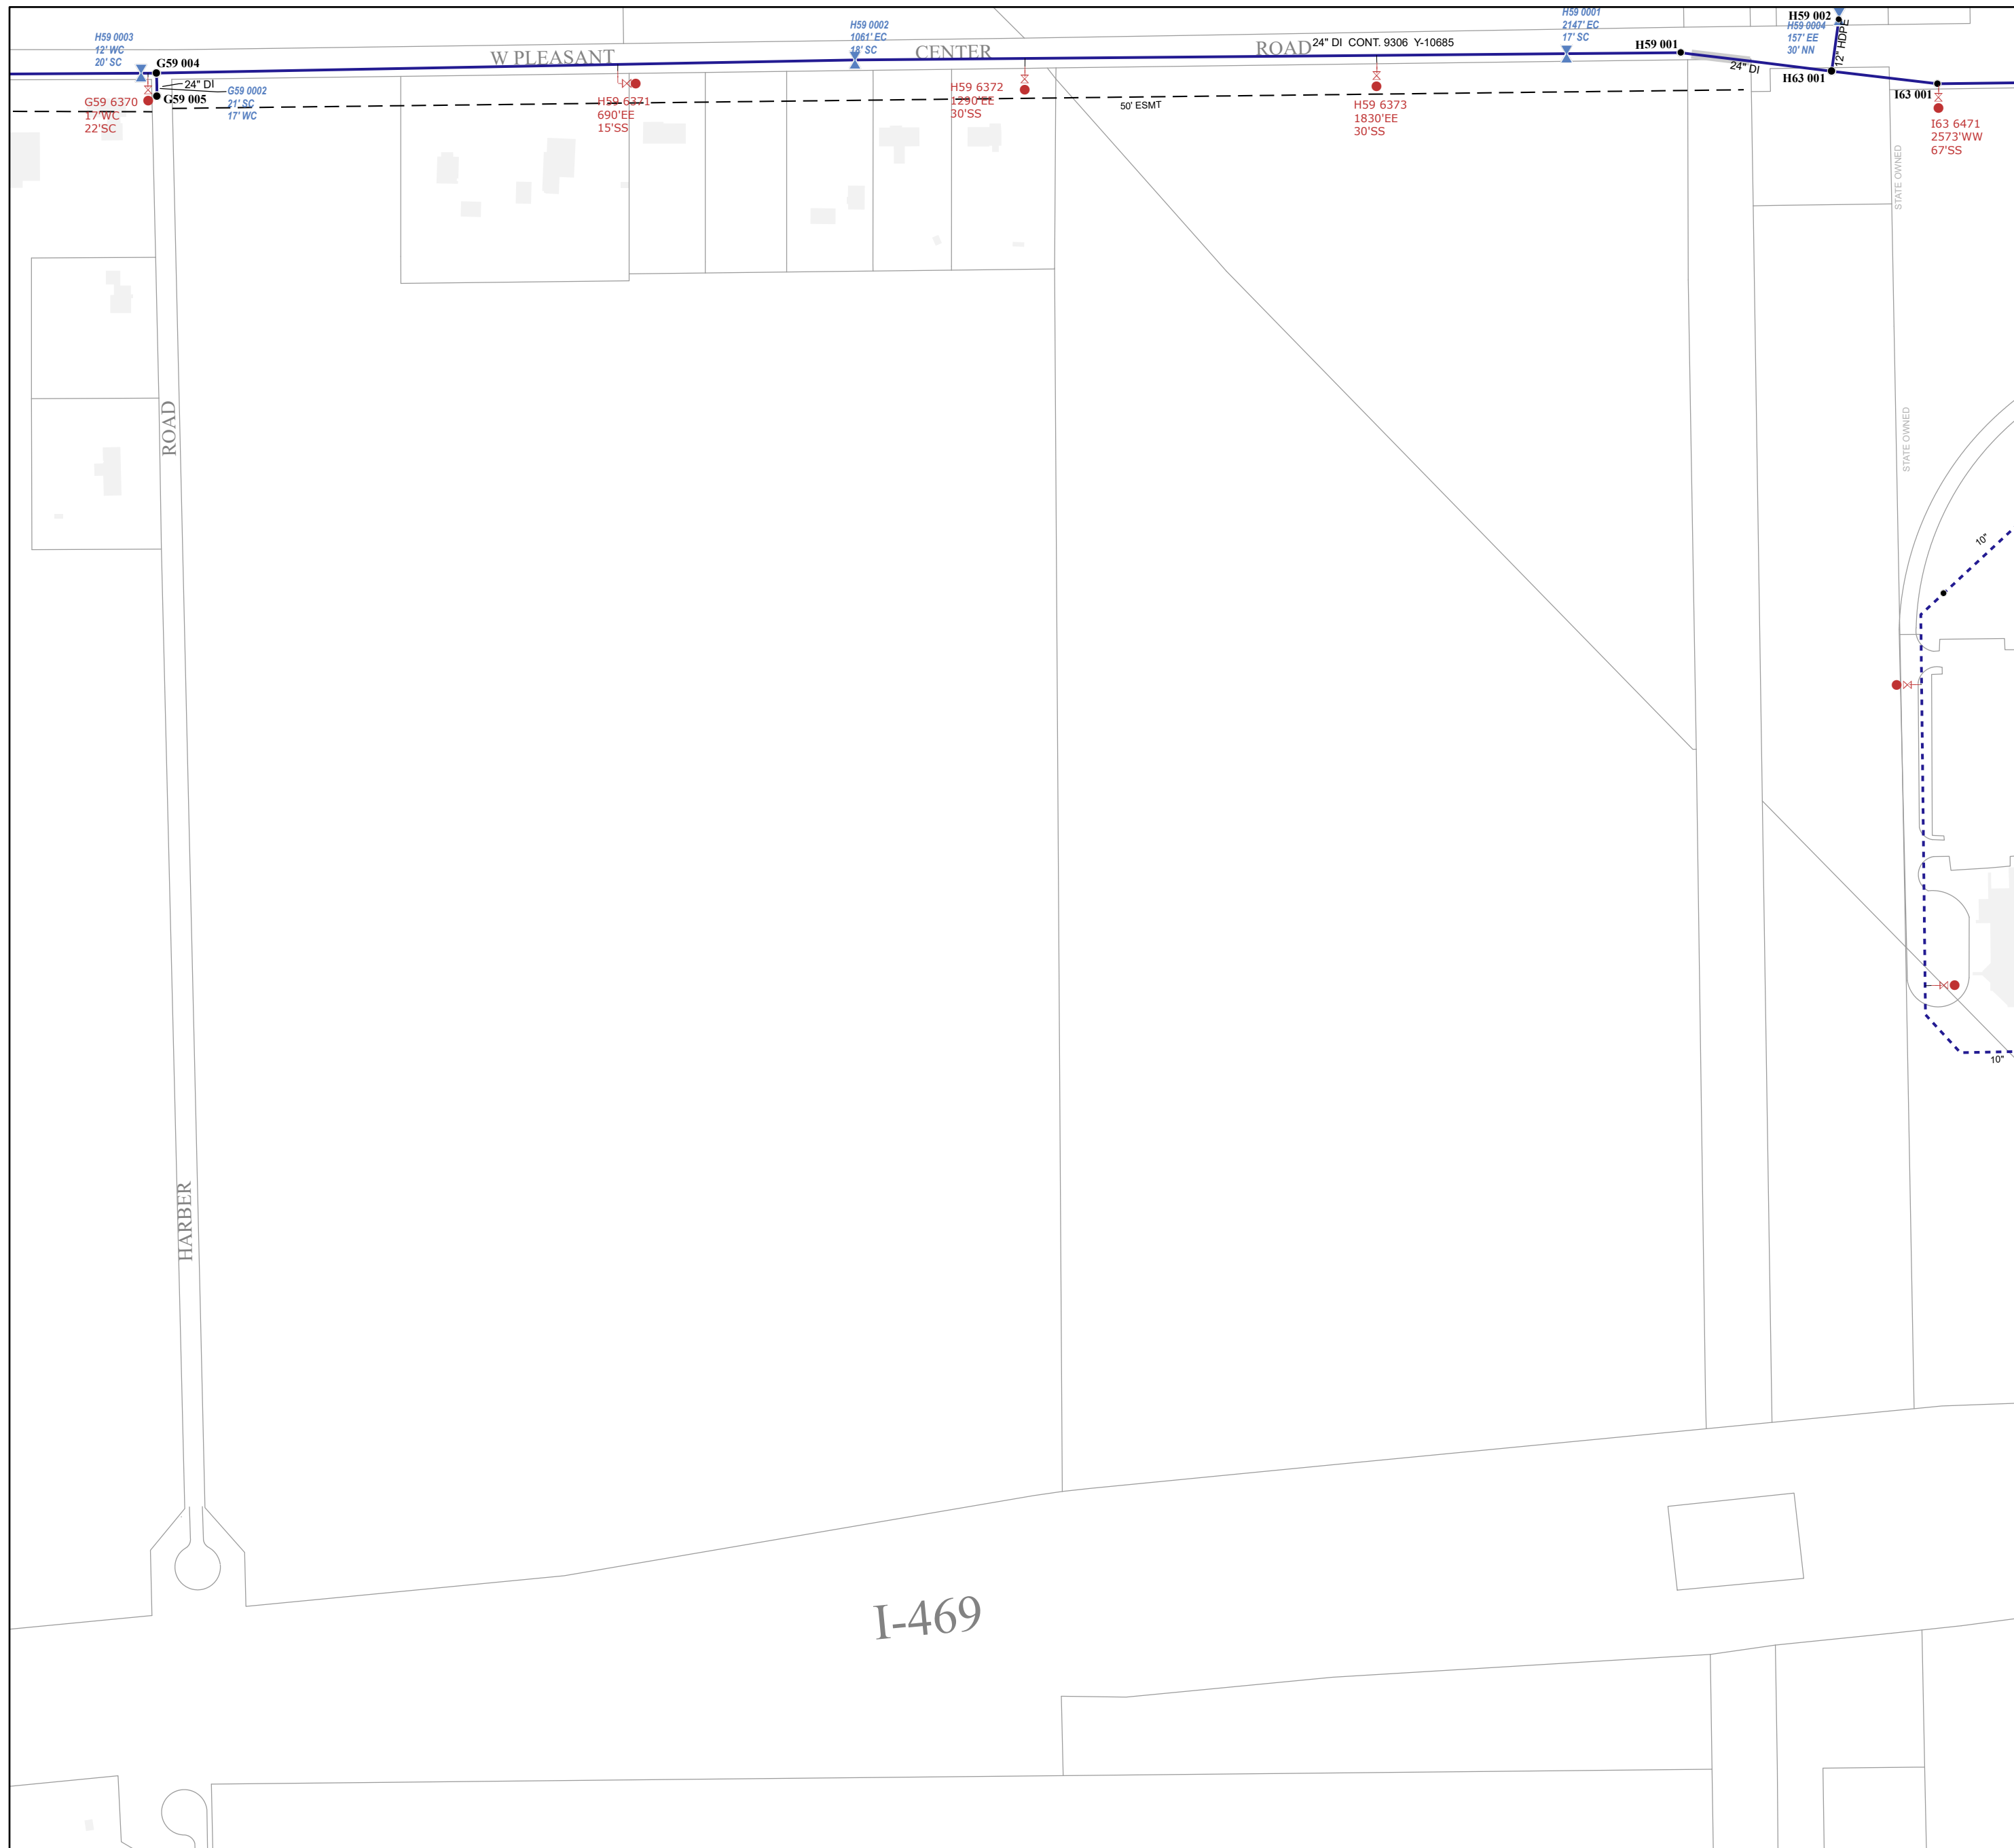 H59 0003
12' WC
20' SC
G59 004
24" DI
G59 005
G59 0002
21' SC
17' WC
G59 6370
17'WC
22'SC
W PLEASANT
H59 6371
690'EE
15'SS
H59 0002
1061' EC
18' SC
CENTER
H59 6372
1290'EE
30'SS
50' ESMT
ROAD
24" DI CONT. 9306 Y-10685
H59 6373
1830'EE
30'SS
H59 0001
2147' EC
17' SC
H59 001
24" DI
H59 002
H59 0004
157' EE
30' NN
12" HDPE
H63 001
I63 001
I63 6471
2573'WW
67'SS
STATE OWNED
STATE OWNED
ROAD
10"
10"
HARBER
I-469